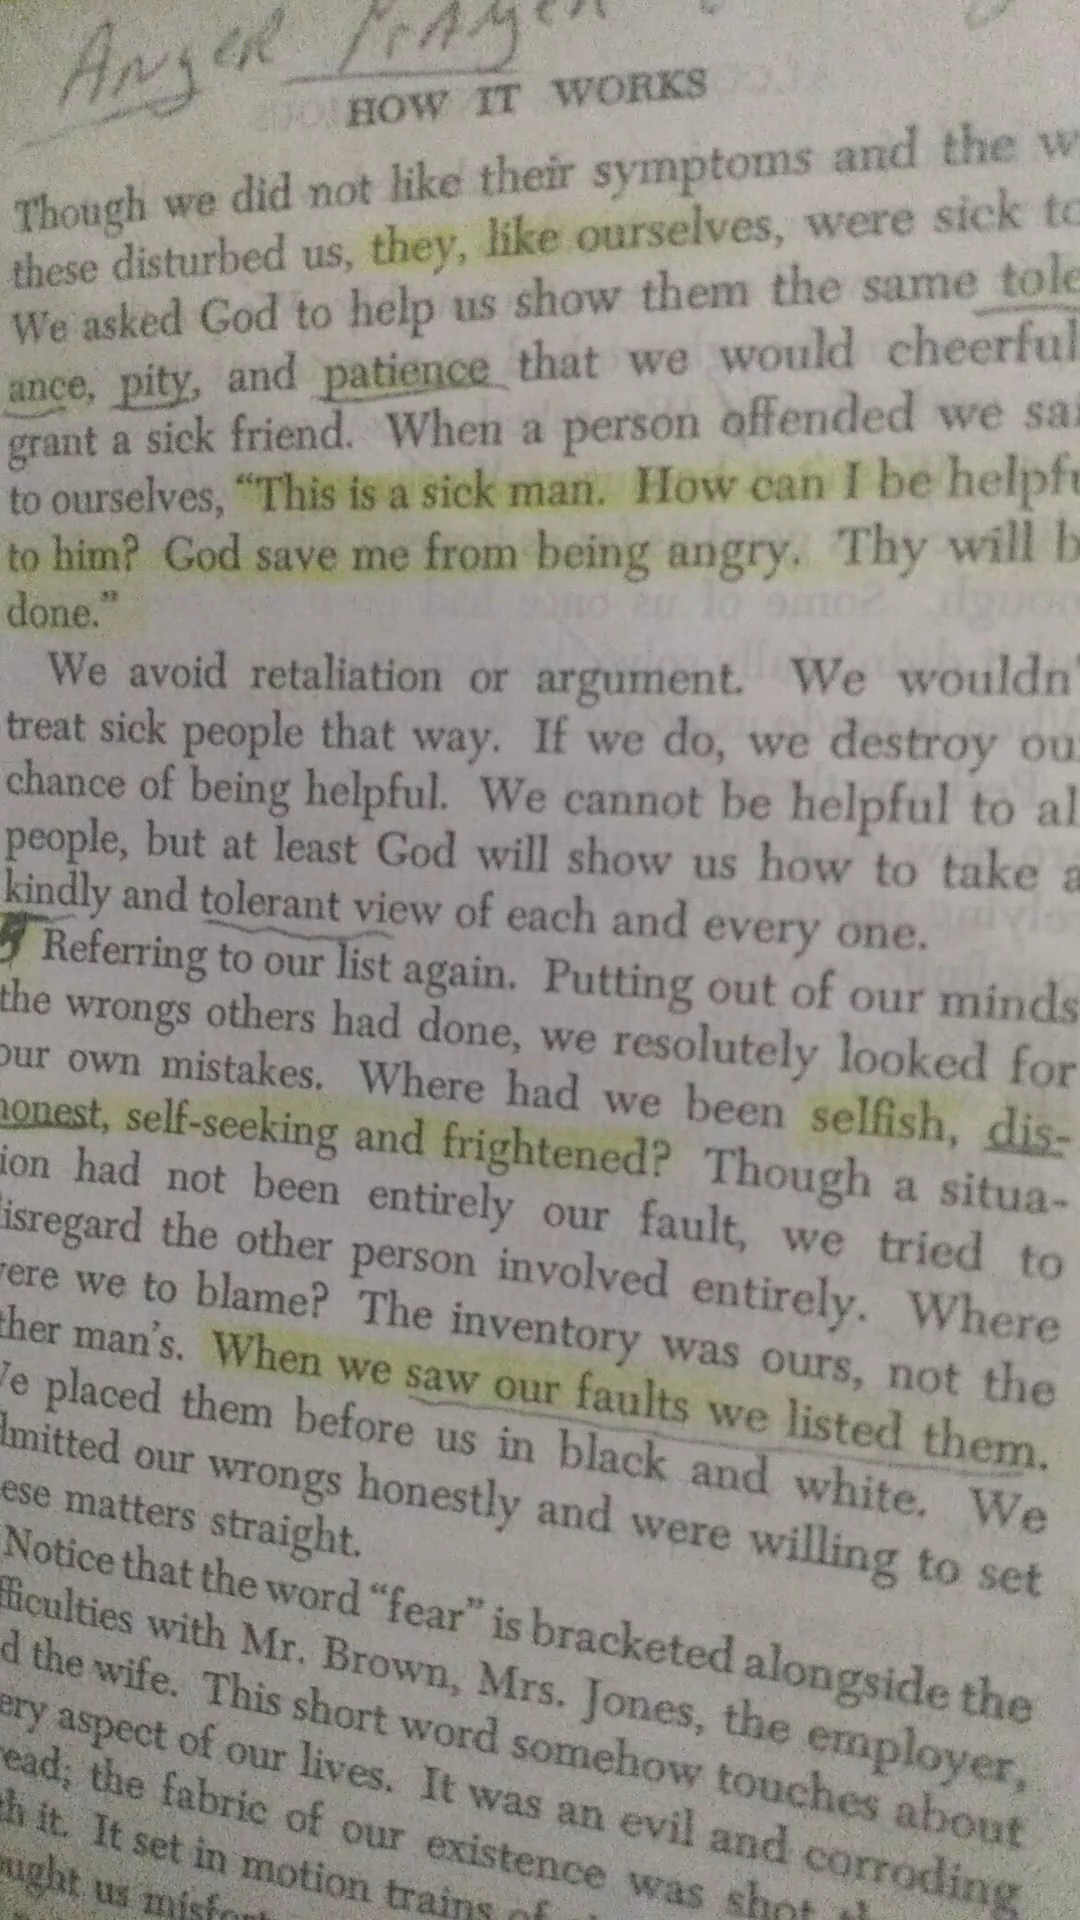 Anger Prayer
HOW IT WORKS
Though we did not like their symptoms and the w
these disturbed us, they, like ourselves, were sick to
We asked God to help us show them the same tole
ance, pity, and patience that we would cheerful
grant a sick friend. When a person offended we sai
to ourselves, “This is a sick man. How can I be helpfu
to him? God save me from being angry. Thy will b
done.”
We avoid retaliation or argument. We wouldn'
treat sick people that way. If we do, we destroy ou
chance of being helpful. We cannot be helpful to al
people, but at least God will show us how to take a
kindly and tolerant view of each and every one.
Referring to our list again. Putting out of our minds
the wrongs others had done, we resolutely looked for
our own mistakes. Where had we been selfish, dis-
honest, self-seeking and frightened? Though a situa-
ion had not been entirely our fault, we tried to
isregard the other person involved entirely. Where
ere we to blame? The inventory was ours, not the
ther man's. When we saw our faults we listed them.
e placed them before us in black and white. We
dmitted our wrongs honestly and were willing to set
ese matters straight.
Notice that the word “fear” is bracketed alongside the
fficulties with Mr. Brown, Mrs. Jones, the employer,
d the wife. This short word somehow touches about
ery aspect of our lives. It was an evil and corroding
read; the fabric of our existence was shot
th it. It set in motion trains of
ought us misfort